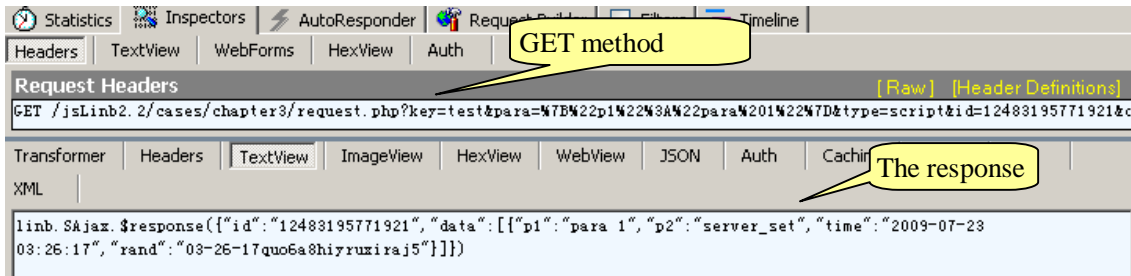 Statistics Inspectors AutoResponder Request Builder Filters Timeline
Headers TextView WebForms HexView Auth
GET method
Request Headers [Raw] [Header Definitions]
GET /jsLinb2.2/cases/chapter3/request.php?key=test&para=%7B%22p1%22%3A%22para%201%22%7D&type=script&id=12483195771921&c
Transformer Headers TextView ImageView HexView WebView JSON Auth Cachin
The response
XML
linb.SAjax.$response({"id":"12483195771921","data":[{"p1":"para 1","p2":"server_set","time":"2009-07-23
03:26:17","rand":"03-26-17quo6a8hiyruxiraj5"}]})